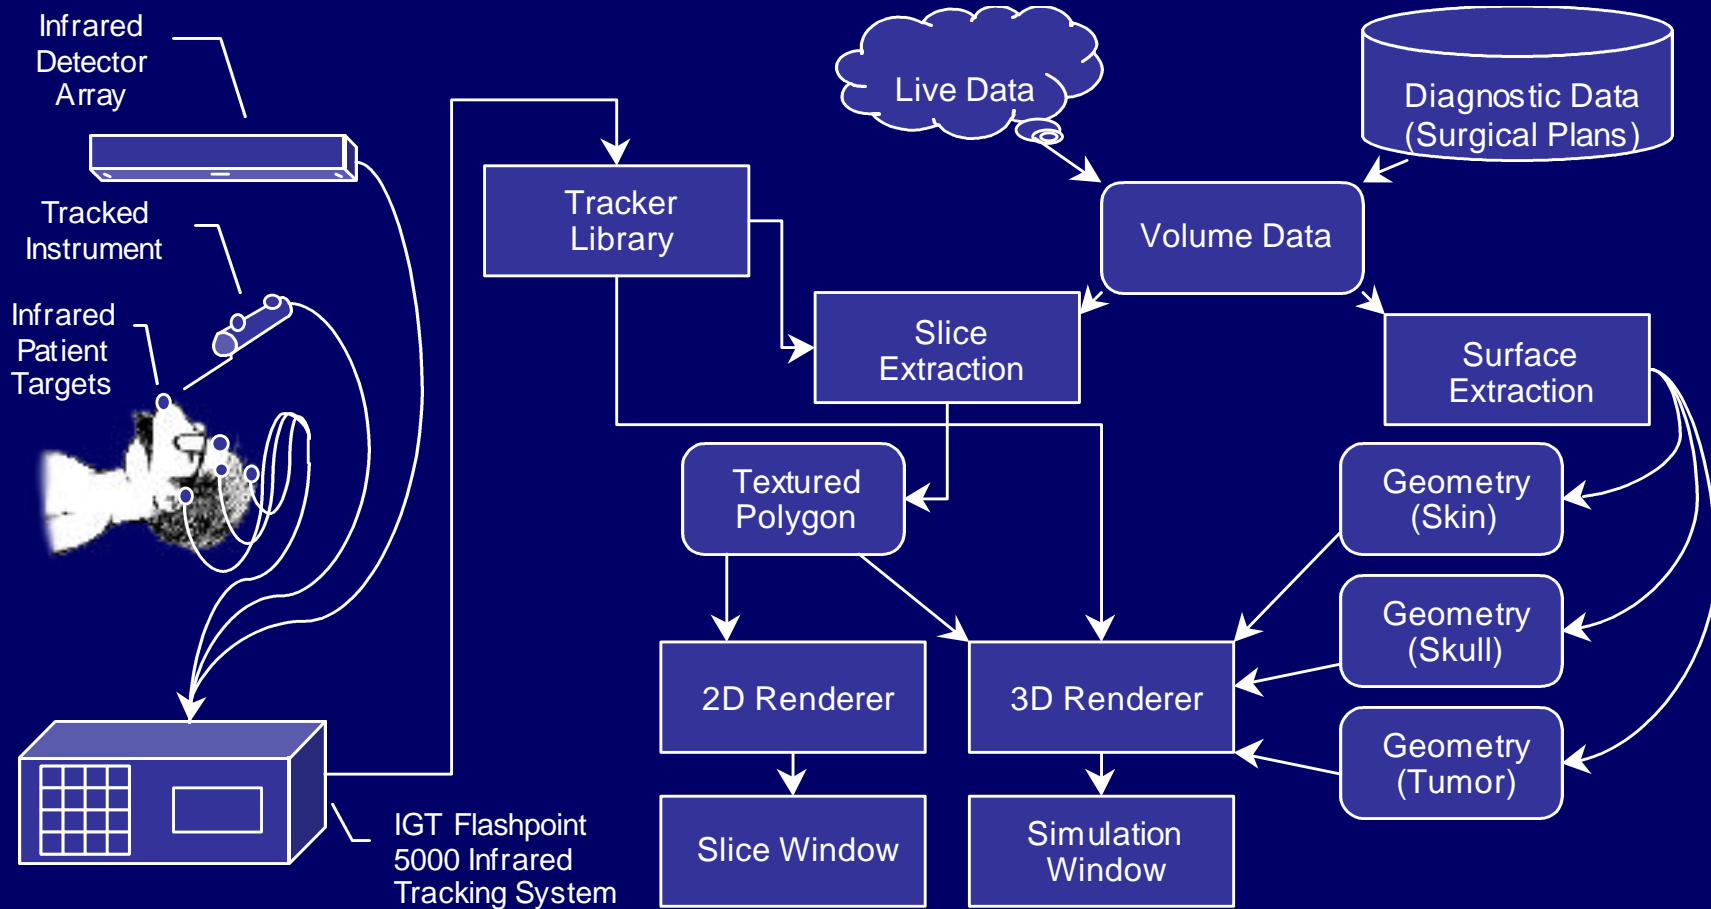 Infrared
Detector
Array
Tracked
Instrument
Infrared
Patient
Targets
IGT Flashpoint
5000 Infrared
Tracking System
Tracker
Library
Live Data
Diagnostic Data
(Surgical Plans)
Volume Data
Slice
Extraction
Surface
Extraction
Textured
Polygon
Geometry
(Skin)
Geometry
(Skull)
Geometry
(Tumor)
2D Renderer
3D Renderer
Slice Window
Simulation
Window